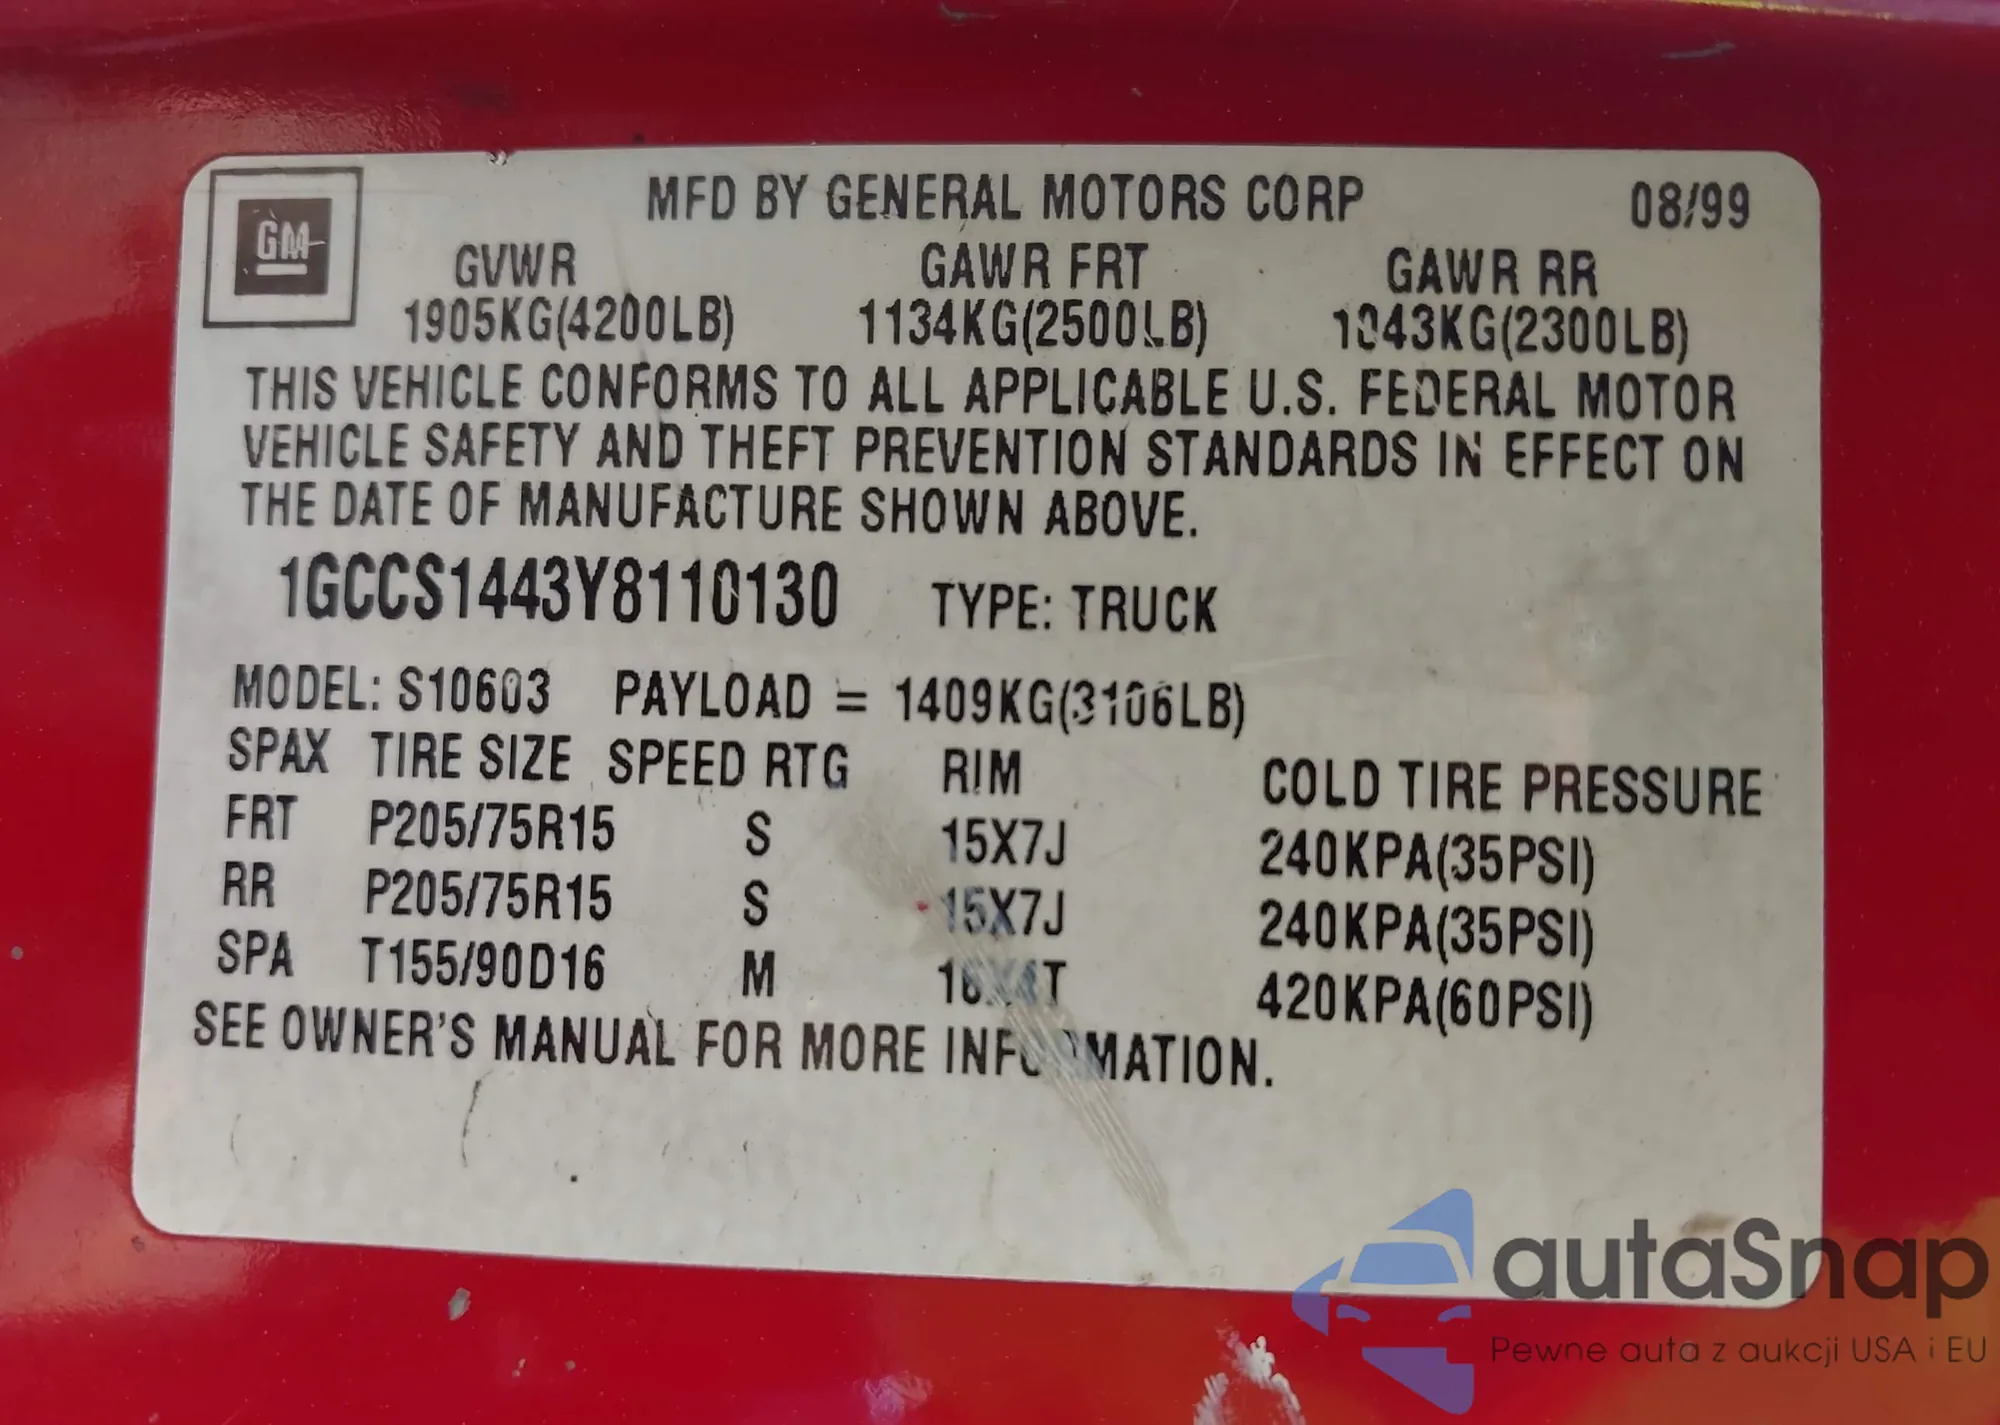 GM
MFD BY GENERAL MOTORS CORP 08/99
GVWR GAWR FRT GAWR RR
1905KG(4200LB) 1134KG(2500LB) 1043KG(2300LB)
THIS VEHICLE CONFORMS TO ALL APPLICABLE U.S. FEDERAL MOTOR
VEHICLE SAFETY AND THEFT PREVENTION STANDARDS IN EFFECT ON
THE DATE OF MANUFACTURE SHOWN ABOVE.
1GCCS1443Y8110130 TYPE: TRUCK
MODEL: S10603 PAYLOAD = 1409KG(3106LB)
SPAX TIRE SIZE SPEED RTG RIM COLD TIRE PRESSURE
FRT P205/75R15 S 15X7J 240KPA(35PSI)
RR P205/75R15 S 15X7J 240KPA(35PSI)
SPA T155/90D16 M 16X4T 420KPA(60PSI)
SEE OWNER'S MANUAL FOR MORE INFORMATION.
autaSnap
Pewne auta z aukcji USA i EU